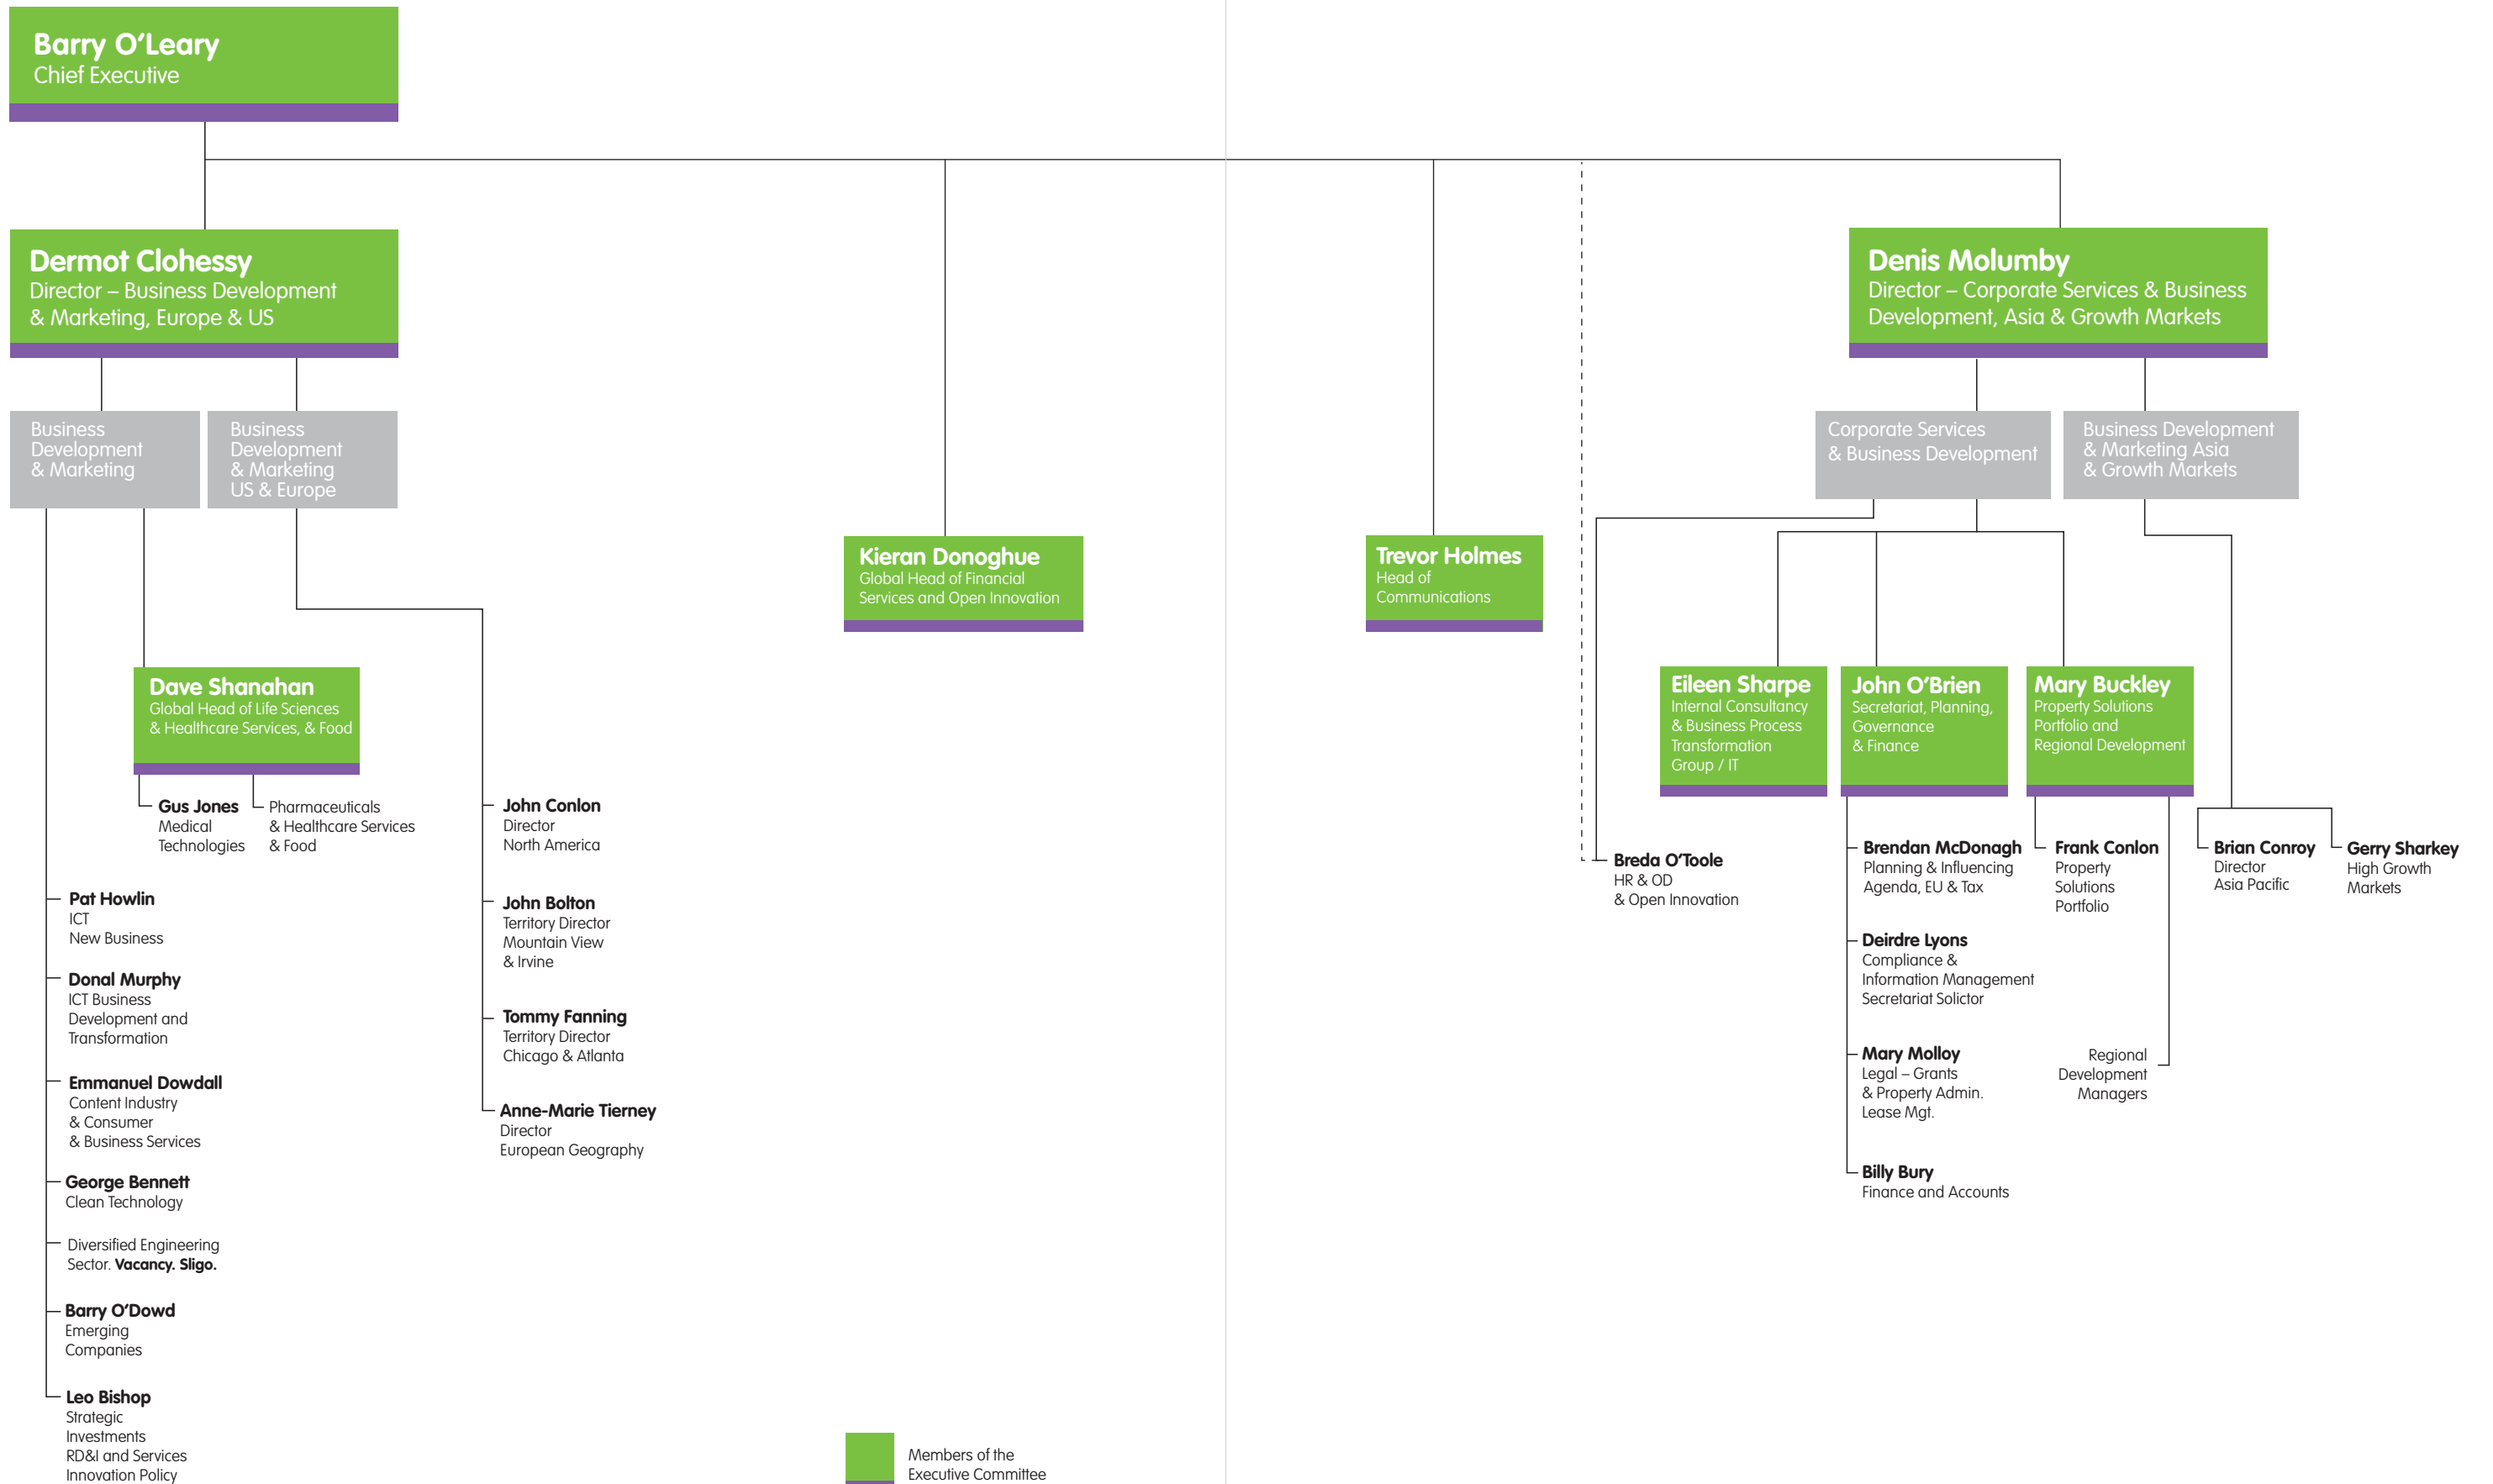 Barry O'Leary
Chief Executive
Dermot Clohessy
Director – Business Development
& Marketing, Europe & US
Denis Molumby
Director – Corporate Services & Business
Development, Asia & Growth Markets
Business
Development
& Marketing
Business
Development
& Marketing
US & Europe
Corporate Services
& Business Development
Business Development
& Marketing Asia
& Growth Markets
Kieran Donoghue
Global Head of Financial
Services and Open Innovation
Trevor Holmes
Head of
Communications
Dave Shanahan
Global Head of Life Sciences
& Healthcare Services, & Food
Eileen Sharpe
Internal Consultancy
& Business Process
Transformation
Group / IT
John O'Brien
Secretariat, Planning,
Governance
& Finance
Mary Buckley
Property Solutions
Portfolio and
Regional Development
Gus Jones
Medical
Technologies
Pharmaceuticals
& Healthcare Services
& Food
Pat Howlin
ICT
New Business
Donal Murphy
ICT Business
Development and
Transformation
Emmanuel Dowdall
Content Industry
& Consumer
& Business Services
George Bennett
Clean Technology
Diversified Engineering
Sector. Vacancy. Sligo.
Barry O'Dowd
Emerging
Companies
Leo Bishop
Strategic
Investments
RD&I and Services
Innovation Policy
John Conlon
Director
North America
John Bolton
Territory Director
Mountain View
& Irvine
Tommy Fanning
Territory Director
Chicago & Atlanta
Anne-Marie Tierney
Director
European Geography
Breda O'Toole
HR & OD
& Open Innovation
Brendan McDonagh
Planning & Influencing
Agenda, EU & Tax
Deirdre Lyons
Compliance &
Information Management
Secretariat Solictor
Mary Molloy
Legal – Grants
& Property Admin.
Lease Mgt.
Billy Bury
Finance and Accounts
Frank Conlon
Property
Solutions
Portfolio
Regional
Development
Managers
Brian Conroy
Director
Asia Pacific
Gerry Sharkey
High Growth
Markets
Members of the
Executive Committee